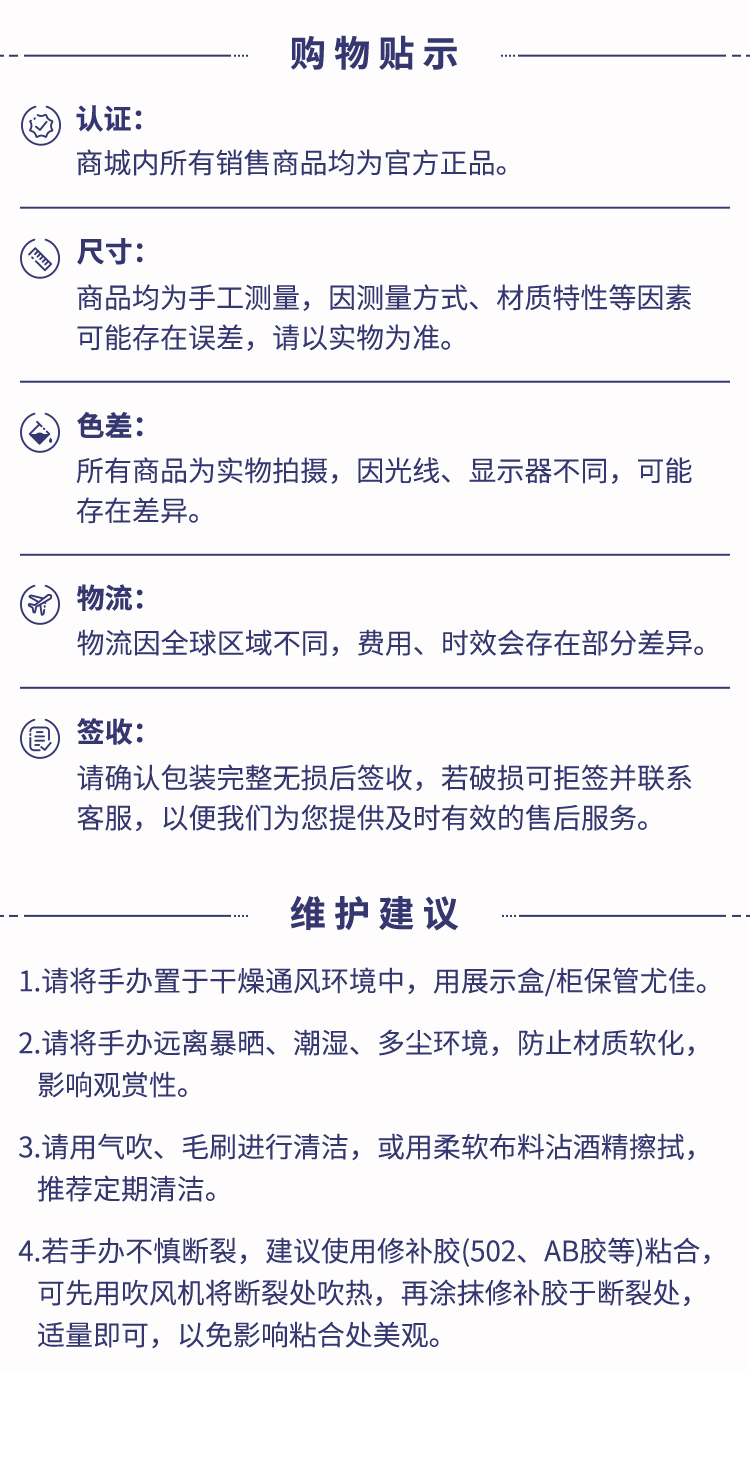 购物贴示
认证：
商城内所有销售商品均为官方正品。
尺寸：
商品均为手工测量，因测量方式、材质特性等因素
可能存在误差，请以实物为准。
色差：
所有商品为实物拍摄，因光线、显示器不同，可能
存在差异。
物流：
物流因全球区域不同，费用、时效会存在部分差异。
签收：
请确认包装完整无损后签收，若破损可拒签并联系
客服，以便我们为您提供及时有效的售后服务。
维护建议
1.请将手办置于干燥通风环境中，用展示盒/柜保管尤佳。
2.请将手办远离暴晒、潮湿、多尘环境，防止材质软化，
影响观赏性。
3.请用气吹、毛刷进行清洁，或用柔软布料沾酒精擦拭，
推荐定期清洁。
4.若手办不慎断裂，建议使用修补胶(502、AB胶等)粘合，
可先用吹风机将断裂处吹热，再涂抹修补胶于断裂处，
适量即可，以免影响粘合处美观。